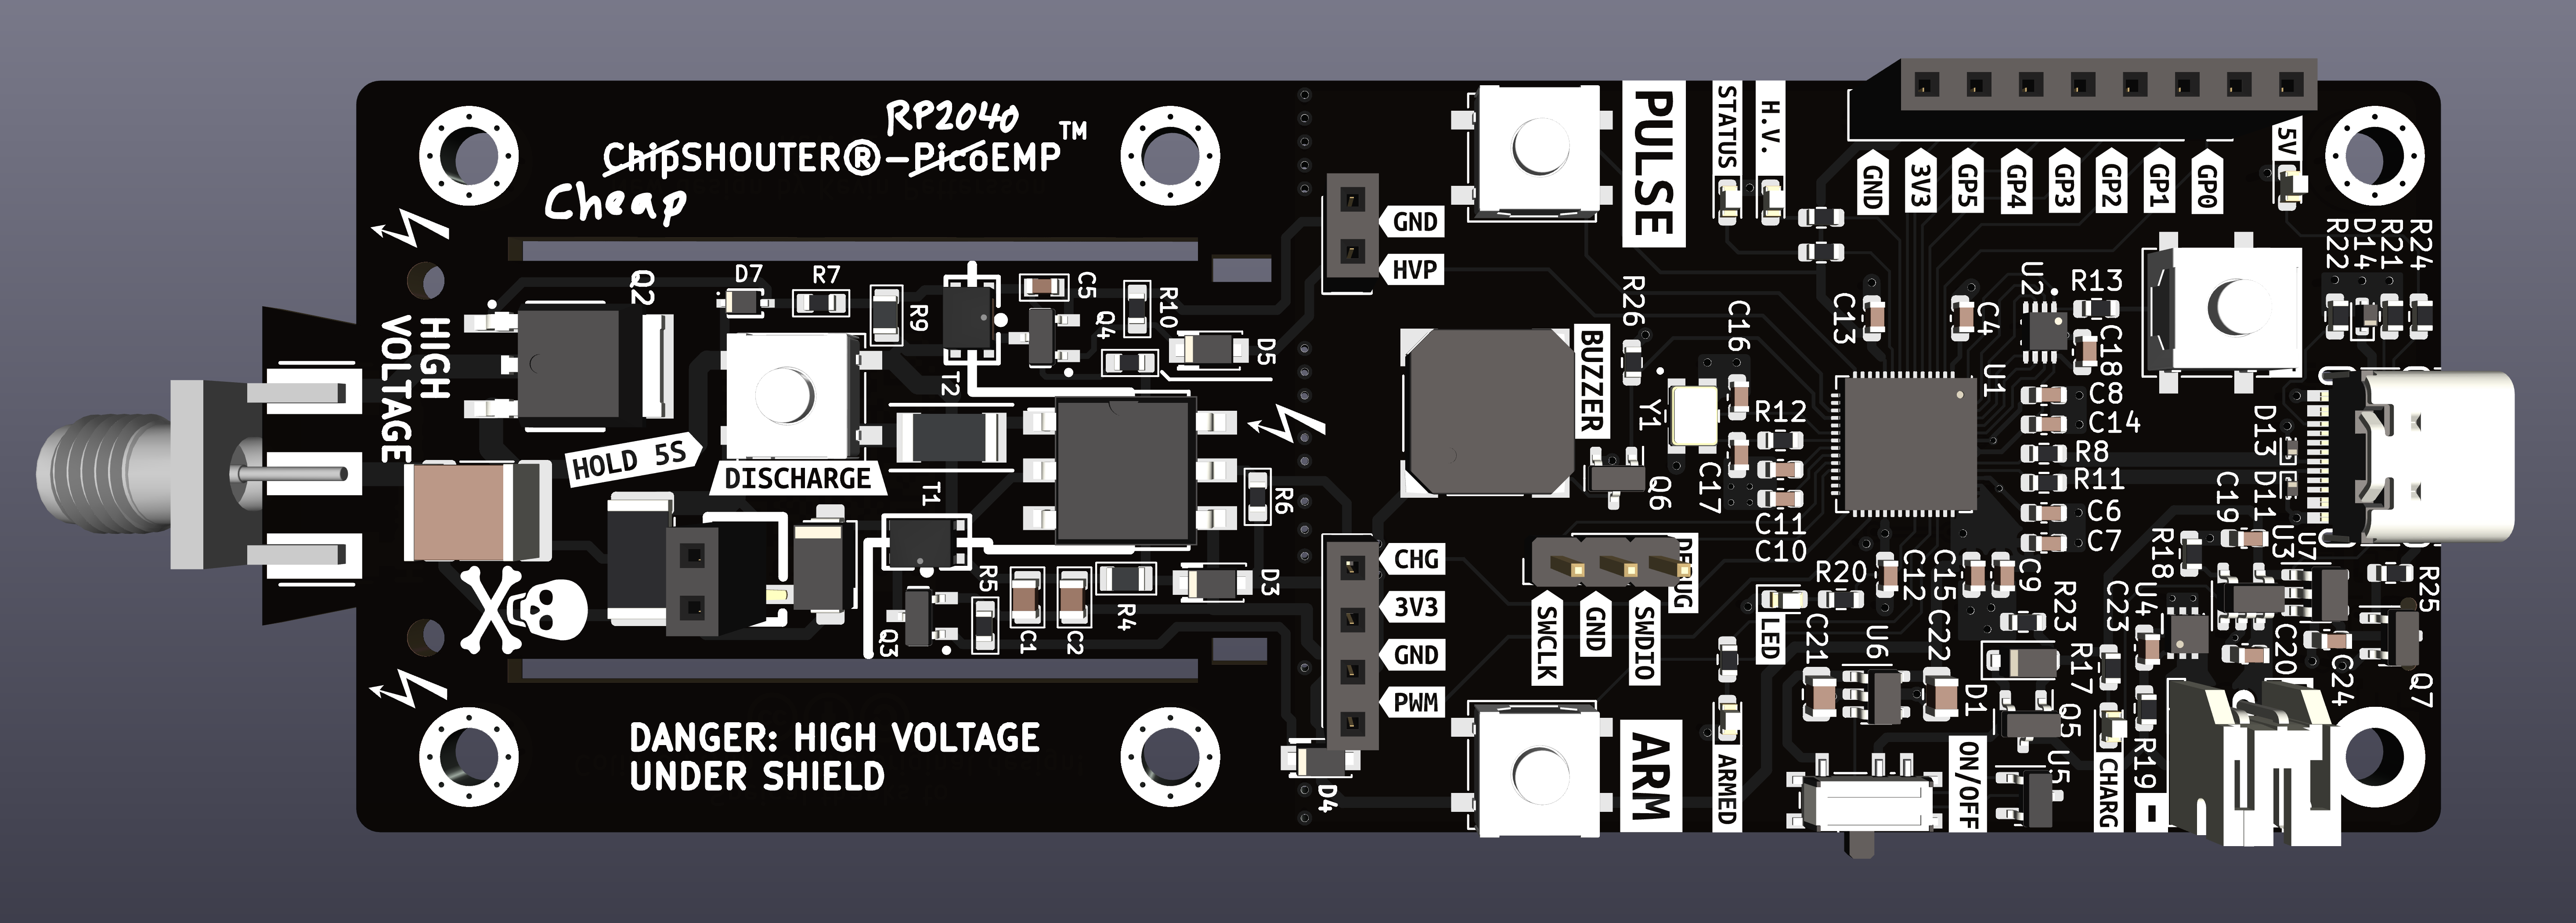 RP2040
ChipSHOUTER®-PicoEMP™
Cheap
HIGH
VOLTAGE
Q2
D7
R7
R9
T2
C5
Q4
R10
D5
HOLD 5S
DISCHARGE
T1
R6
Q3
R5
C1
C2
R4
D3
DANGER: HIGH VOLTAGE
UNDER SHIELD
D4
GND
HVP
CHG
3V3
GND
PWM
PULSE
STATUS
H.V.
BUZZER
R26
Y1
Q6
C16
C17
R12
C11
C10
SWCLK
GND
SWDIO
ARM
ARMED
LED
R20
GND
3V3
GP5
GP4
GP3
GP2
GP1
GP0
5V
C13
C4
U1
U2
R13
C18
C8
C14
R8
R11
C6
C7
R22
D14
R21
R24
D13
D11
C19
U3
U7
R18
R25
C12
C15
C9
R23
C23
U4
C21
U6
C22
D1
R17
Q5
C20
C24
Q7
ON/OFF
U5
CHARG
R19
-